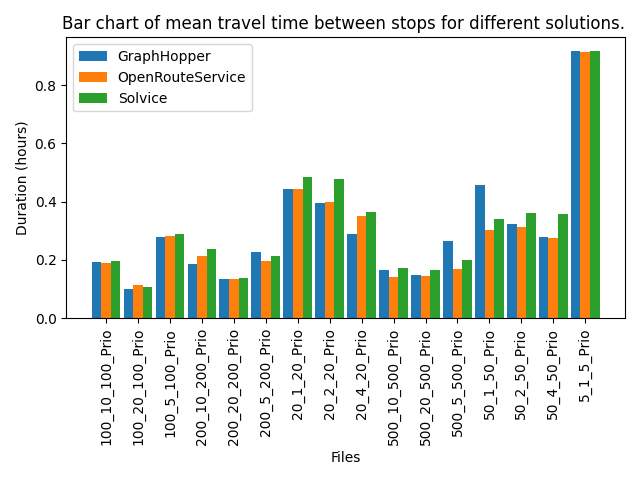 Bar chart of mean travel time between stops for different solutions.
GraphHopper
OpenRouteService
Solvice
Duration (hours)
0.8
0.6
0.4
0.2
0.0
100_10_100_Prio
100_20_100_Prio
100_5_100_Prio
200_10_200_Prio
200_20_200_Prio
200_5_200_Prio
20_1_20_Prio
20_2_20_Prio
20_4_20_Prio
500_10_500_Prio
500_20_500_Prio
500_5_500_Prio
50_1_50_Prio
50_2_50_Prio
50_4_50_Prio
5_1_5_Prio
Files